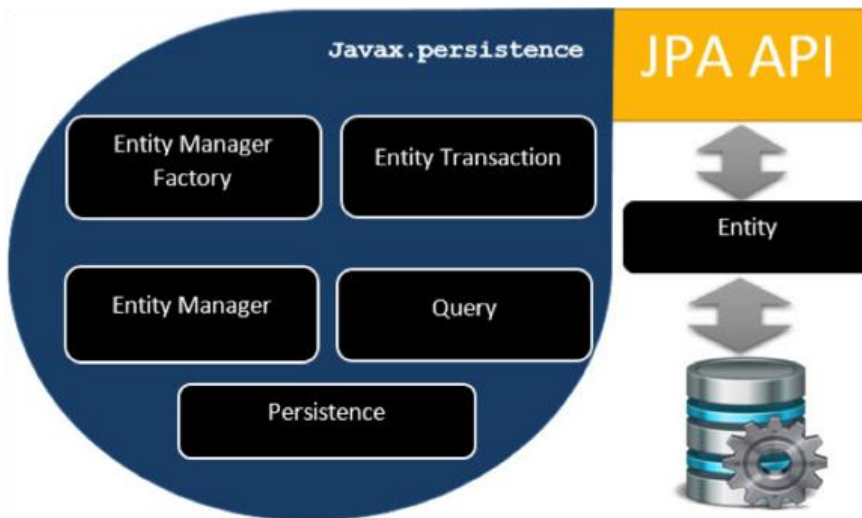 Javax.persistence
JPA API
Entity Manager
Factory
Entity Transaction
Entity
Entity Manager
Query
Persistence